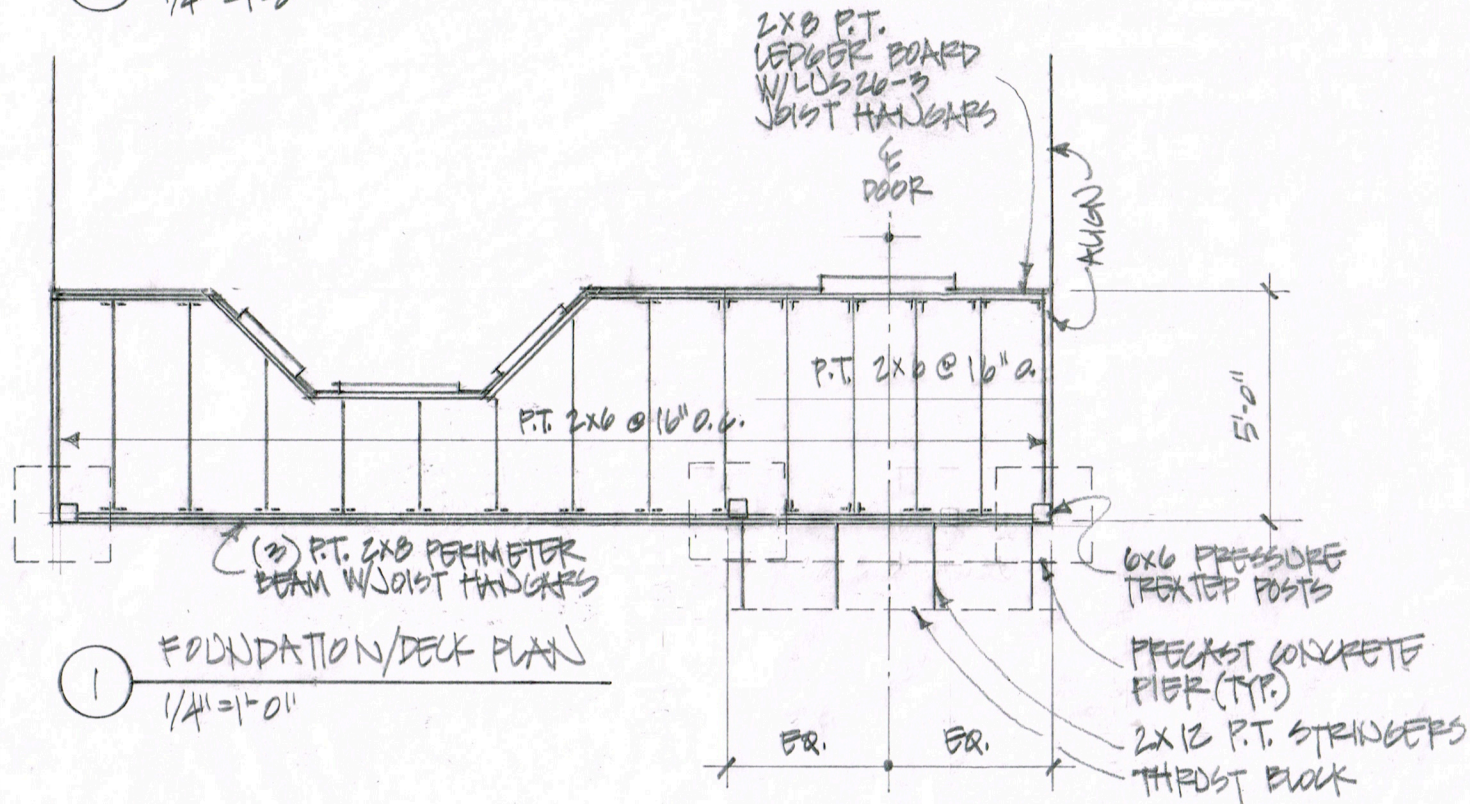 1/4"=1'-0"
2X8 P.T.
LEDGER BOARD
W/LUS26-3
JOIST HANGARS
℄
DOOR
ALIGN
P.T. 2X6 @ 16" O.
P.T. 2X6 @ 16" O.C.
5'-0"
(3) P.T. 2X8 PERIMETER
BEAM W/JOIST HANGARS
6X6 PRESSURE
TREATED POSTS
1
FOUNDATION/DECK PLAN
1/4"=1'-0"
PRECAST CONCRETE
PIER (TYP.)
2X12 P.T. STRINGERS
THRUST BLOCK
EQ.
EQ.